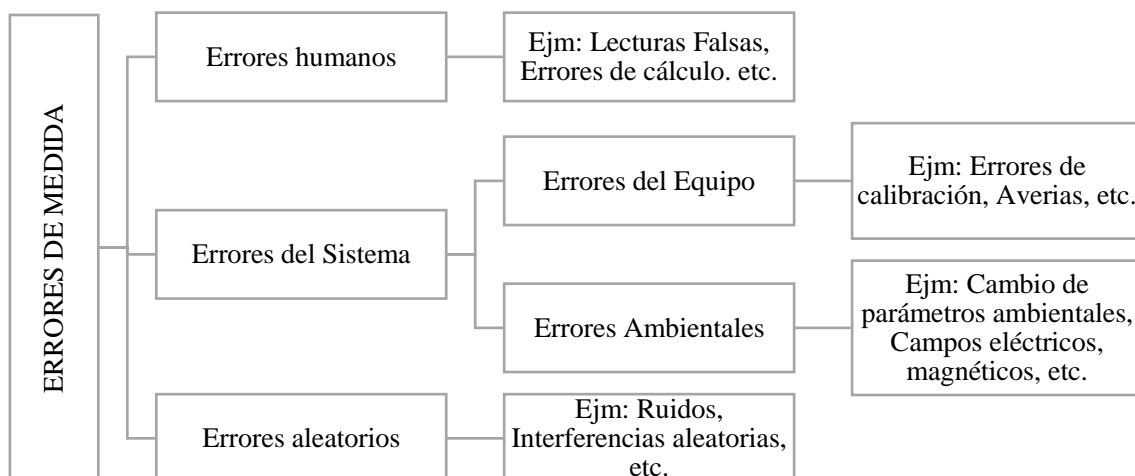 ERRORES DE MEDIDA
Errores humanos
Ejm: Lecturas Falsas,
Errores de cálculo. etc.
Errores del Sistema
Errores del Equipo
Ejm: Errores de
calibración, Averias, etc.
Errores Ambientales
Ejm: Cambio de
parámetros ambientales,
Campos eléctricos,
magnéticos, etc.
Errores aleatorios
Ejm: Ruidos,
Interferencias aleatorias,
etc.